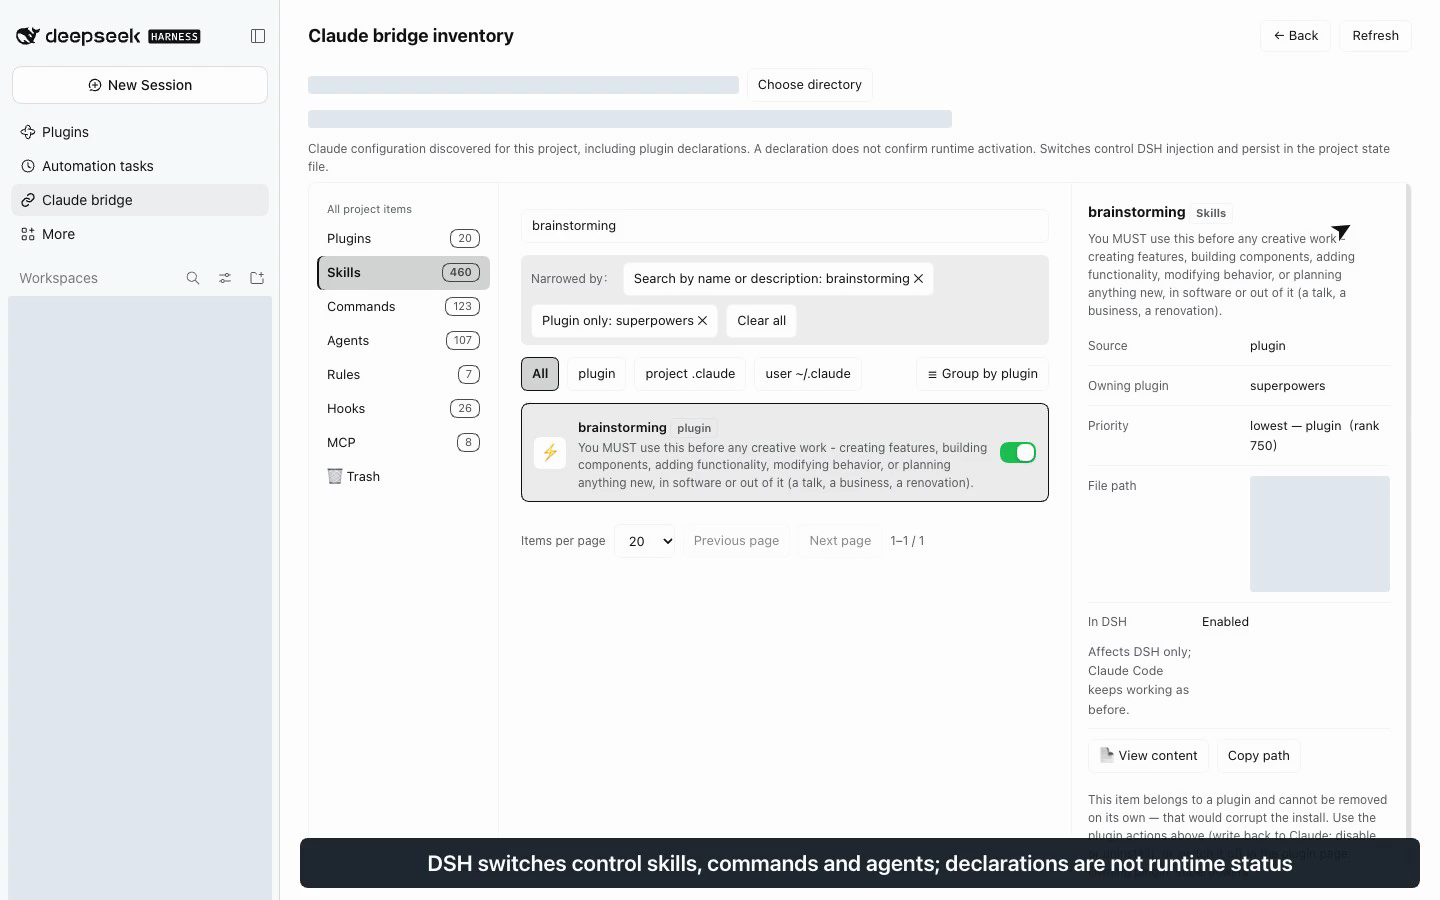 deepseek HARNESS
New Session
Plugins
Automation tasks
Claude bridge
More
Workspaces
Claude bridge inventory
← Back
Refresh
Choose directory
Claude configuration discovered for this project, including plugin declarations. A declaration does not confirm runtime activation. Switches control DSH injection and persist in the project state
file.
All project items
Plugins 20
Skills 460
Commands 123
Agents 107
Rules 7
Hooks 26
MCP 8
Trash
brainstorming
Narrowed by:
Search by name or description: brainstorming ×
Plugin only: superpowers ×
Clear all
All
plugin
project .claude
user ~/.claude
≡ Group by plugin
brainstorming plugin
You MUST use this before any creative work - creating features, building
components, adding functionality, modifying behavior, or planning
anything new, in software or out of it (a talk, a business, a renovation).
Items per page 20 Previous page Next page 1–1 / 1
brainstorming Skills
You MUST use this before any creative work -
creating features, building components, adding
functionality, modifying behavior, or planning
anything new, in software or out of it (a talk, a
business, a renovation).
Source plugin
Owning plugin superpowers
Priority lowest — plugin (rank
750)
File path
In DSH Enabled
Affects DSH only;
Claude Code
keeps working as
before.
View content
Copy path
This item belongs to a plugin and cannot be removed
on its own — that would corrupt the install. Use the
plugin actions above (write back to Claude: disable
DSH switches control skills, commands and agents; declarations are not runtime status